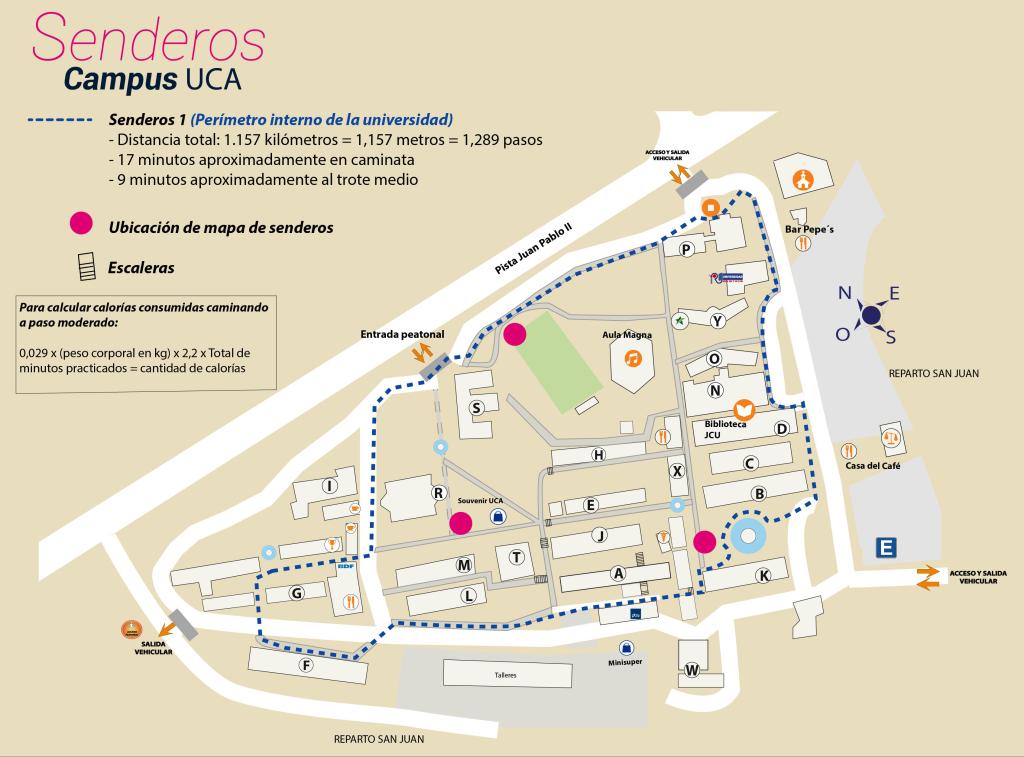 Senderos
Campus UCA
Senderos 1 (Perímetro interno de la universidad)
- Distancia total: 1.157 kilómetros = 1,157 metros = 1,289 pasos
- 17 minutos aproximadamente en caminata
- 9 minutos aproximadamente al trote medio
Ubicación de mapa de senderos
Escaleras
Para calcular calorías consumidas caminando
a paso moderado:
0,029 x (peso corporal en kg) x 2,2 x Total de
minutos practicados = cantidad de calorías
ACCESO Y SALIDA
VEHICULAR
Pista Juan Pablo II
Bar Pepe´s
P
N
E
O
S
Y
Entrada peatonal
Aula Magna
O
N
REPARTO SAN JUAN
S
Biblioteca
JCU
D
H
X
C
Casa del Café
I
R
Souvenir UCA
E
B
J
E
M
T
BDF
A
K
ACCESO Y SALIDA
VEHICULAR
G
L
SALIDA
VEHICULAR
F
Minisuper
W
Talleres
REPARTO SAN JUAN